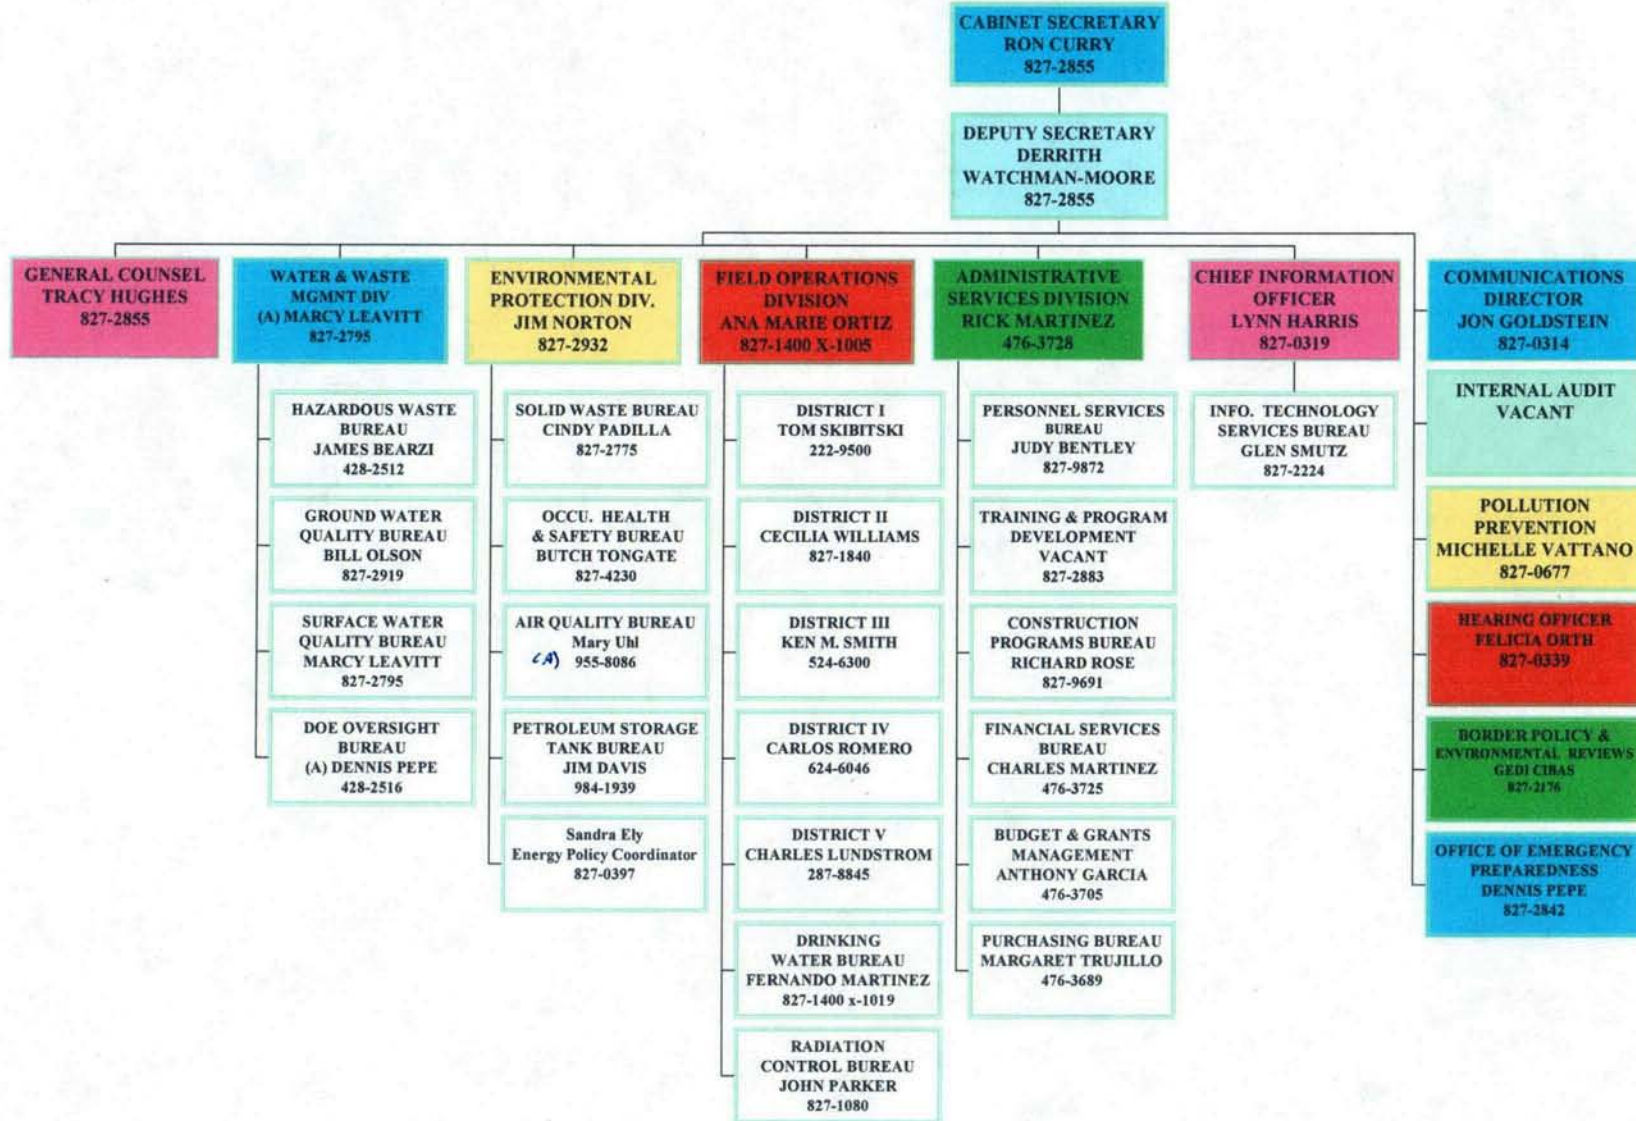 CABINET SECRETARY
RON CURRY
827-2855
DEPUTY SECRETARY
DERRITH
WATCHMAN-MOORE
827-2855
GENERAL COUNSEL
TRACY HUGHES
827-2855
WATER & WASTE
MGMNT DIV
(A) MARCY LEAVITT
827-2795
HAZARDOUS WASTE
BUREAU
JAMES BEARZI
428-2512
GROUND WATER
QUALITY BUREAU
BILL OLSON
827-2919
SURFACE WATER
QUALITY BUREAU
MARCY LEAVITT
827-2795
DOE OVERSIGHT
BUREAU
(A) DENNIS PEPE
428-2516
ENVIRONMENTAL
PROTECTION DIV.
JIM NORTON
827-2932
SOLID WASTE BUREAU
CINDY PADILLA
827-2775
OCCU. HEALTH
& SAFETY BUREAU
BUTCH TONGATE
827-4230
AIR QUALITY BUREAU
Mary Uhl
(A) 955-8086
PETROLEUM STORAGE
TANK BUREAU
JIM DAVIS
984-1939
Sandra Ely
Energy Policy Coordinator
827-0397
FIELD OPERATIONS
DIVISION
ANA MARIE ORTIZ
827-1400 X-1005
DISTRICT I
TOM SKIBITSKI
222-9500
DISTRICT II
CECILIA WILLIAMS
827-1840
DISTRICT III
KEN M. SMITH
524-6300
DISTRICT IV
CARLOS ROMERO
624-6046
DISTRICT V
CHARLES LUNDSTROM
287-8845
DRINKING
WATER BUREAU
FERNANDO MARTINEZ
827-1400 x-1019
RADIATION
CONTROL BUREAU
JOHN PARKER
827-1080
ADMINISTRATIVE
SERVICES DIVISION
RICK MARTINEZ
476-3728
PERSONNEL SERVICES
BUREAU
JUDY BENTLEY
827-9872
TRAINING & PROGRAM
DEVELOPMENT
VACANT
827-2883
CONSTRUCTION
PROGRAMS BUREAU
RICHARD ROSE
827-9691
FINANCIAL SERVICES
BUREAU
CHARLES MARTINEZ
476-3725
BUDGET & GRANTS
MANAGEMENT
ANTHONY GARCIA
476-3705
PURCHASING BUREAU
MARGARET TRUJILLO
476-3689
CHIEF INFORMATION
OFFICER
LYNN HARRIS
827-0319
INFO. TECHNOLOGY
SERVICES BUREAU
GLEN SMUTZ
827-2224
COMMUNICATIONS
DIRECTOR
JON GOLDSTEIN
827-0314
INTERNAL AUDIT
VACANT
POLLUTION
PREVENTION
MICHELLE VATTANO
827-0677
HEARING OFFICER
FELICIA ORTH
827-0339
BORDER POLICY &
ENVIRONMENTAL REVIEWS
GEDI CIBAS
827-2176
OFFICE OF EMERGENCY
PREPAREDNESS
DENNIS PEPE
827-2842